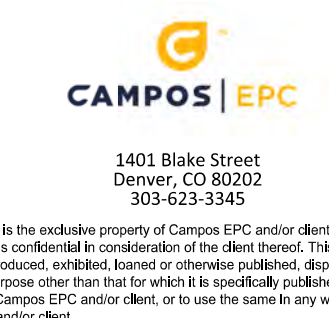 CAMPOS | EPC
1401 Blake Street
Denver, CO 80202
303-623-3345
is the exclusive property of Campos EPC and/or client
s confidential in consideration of the client thereof. This
oduced, exhibited, loaned or otherwise published, disp
rpose other than that for which it is specifically publishe
Campos EPC and/or client, or to use the same In any w
and/or client